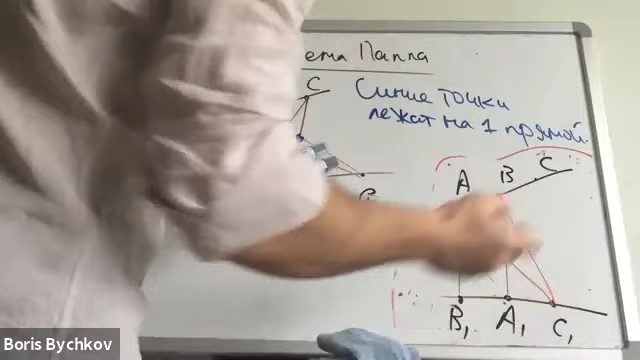 ема Паппа
C
Синие точки
лежат на 1 прямой.
A B C
B₁ A₁ C₁
Boris Bychkov